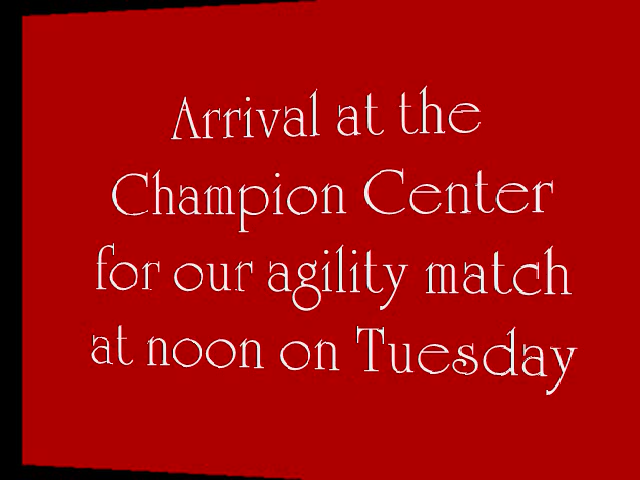 Arrival at the
Champion Center
for our agility match
at noon on Tuesday